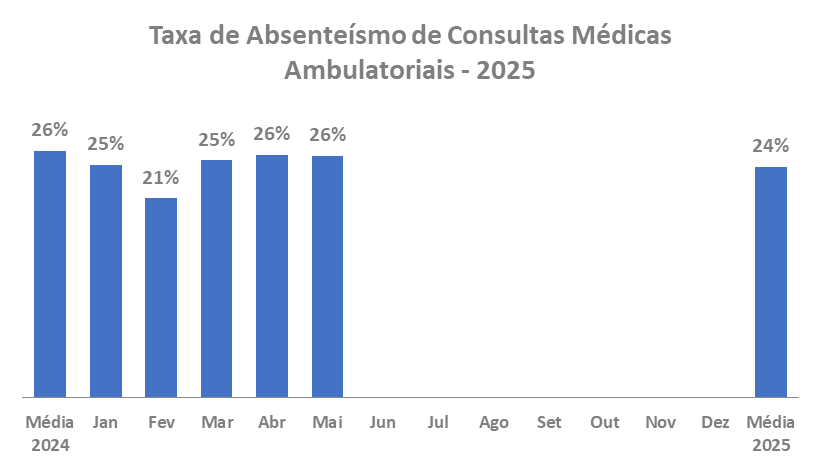 Taxa de Absenteísmo de Consultas Médicas
Ambulatoriais - 2025
26%
25%
21%
25%
26%
26%
24%
Média
2024
Jan
Fev
Mar
Abr
Mai
Jun
Jul
Ago
Set
Out
Nov
Dez
Média
2025